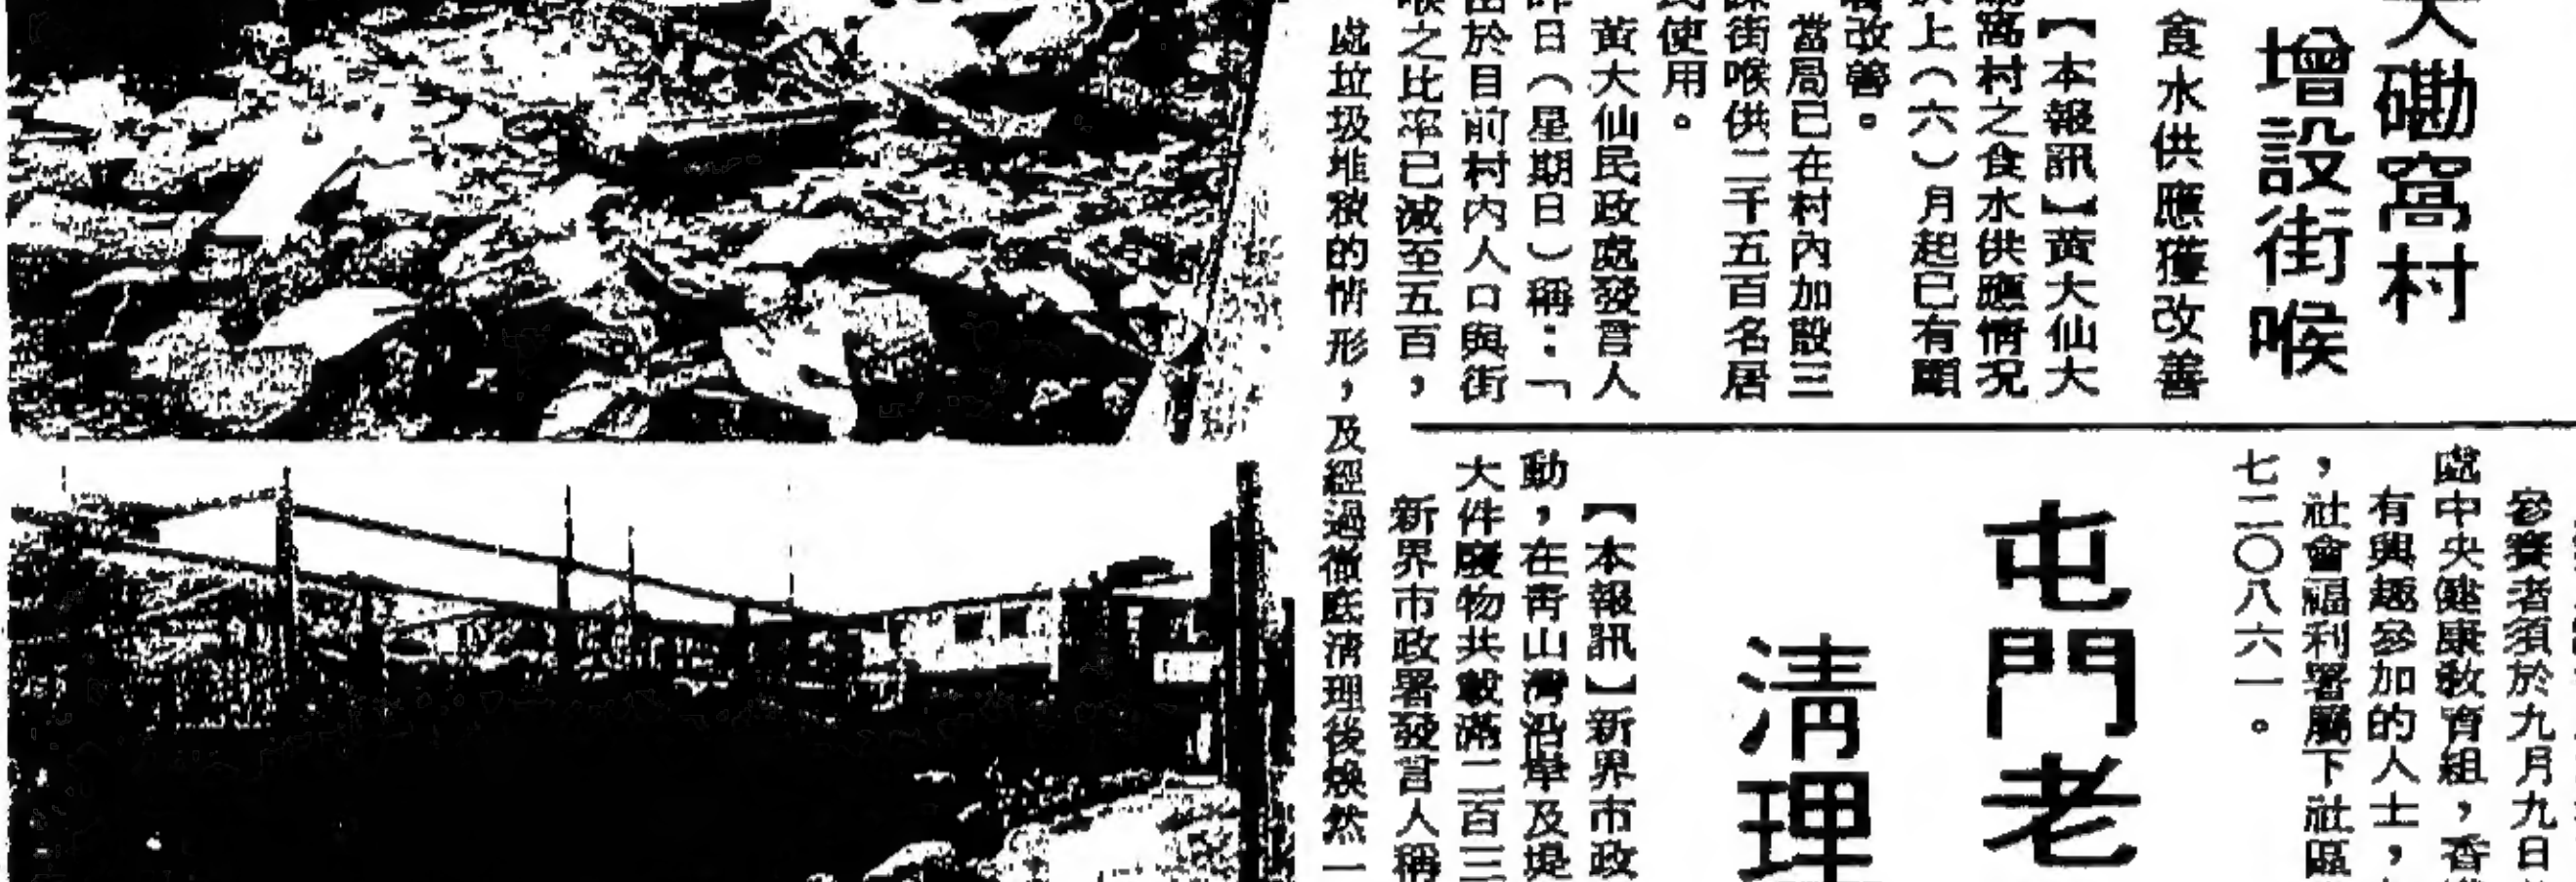 大磡窩村
增設街喉
食水供應獲改善
【本報訊】黃大仙大
窩村之食水供應情況
上（六）月起已有顯
改善。
當局已在村內加設三
街喉供二千五百名居
使用。
黃大仙民政處發言人
昨日（星期日）稱：「
由於目前村內人口與街
喉之比率已減至五百，
參賽者須於九月九日
處中央健康教育組，香
有興趣參加的人士，
，社會福利署屬下社區
七二〇八六一。
屯門老
清理
【本報訊】新界市政
動，在青山灣沿岸及堤
大件廢物共載滿二百三
新界市政署發言人稱
處垃圾堆積的情形，及經過徹底清理後煥然一